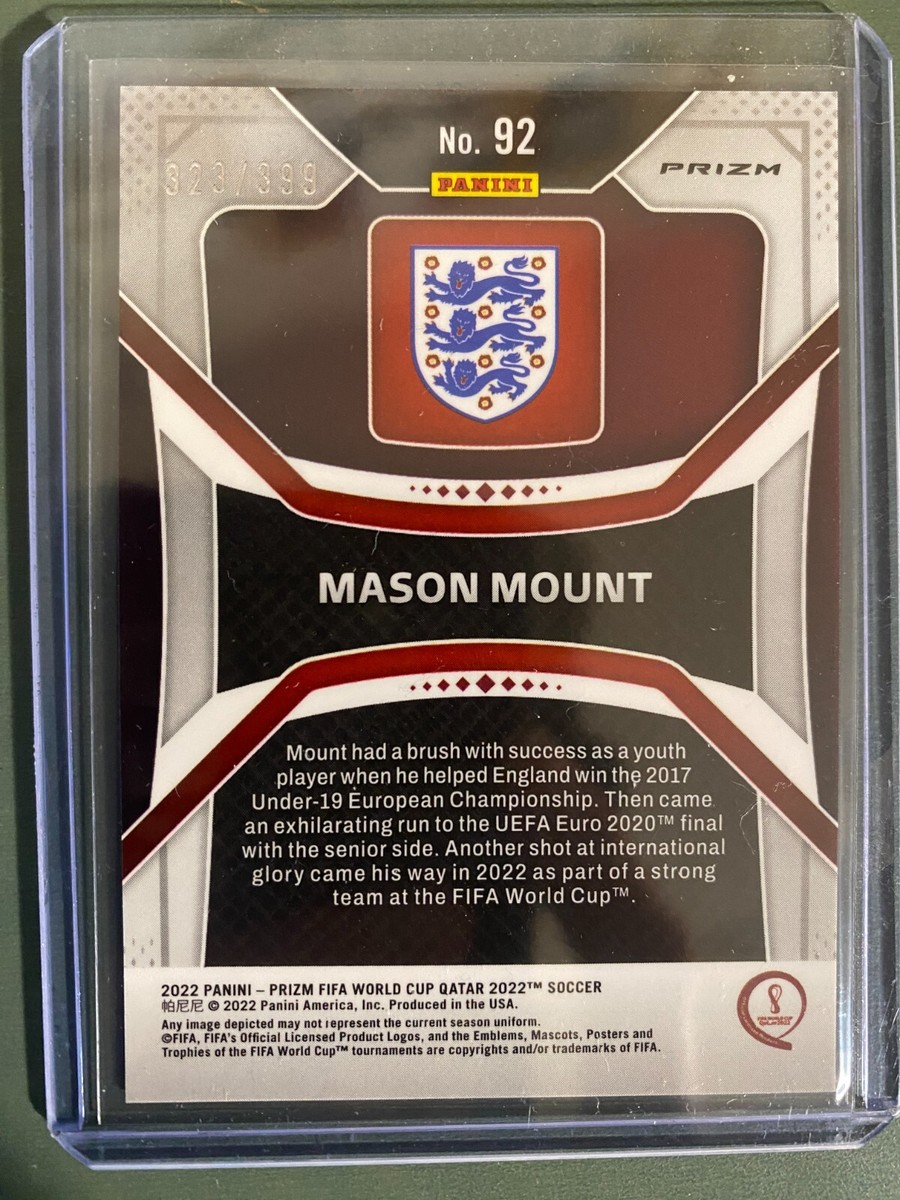 No. 92
PANINI
PRIZM
323/399
MASON MOUNT
Mount had a brush with success as a youth
player when he helped England win the 2017
Under-19 European Championship. Then came
an exhilarating run to the UEFA Euro 2020™ final
with the senior side. Another shot at international
glory came his way in 2022 as part of a strong
team at the FIFA World Cup™.
2022 PANINI – PRIZM FIFA WORLD CUP QATAR 2022™ SOCCER
帕尼尼 © 2022 Panini America, Inc. Produced in the USA.
Any image depicted may not represent the current season uniform.
©FIFA, FIFA's Official Licensed Product Logos, and the Emblems, Mascots, Posters and
Trophies of the FIFA World Cup™ tournaments are copyrights and/or trademarks of FIFA.
FIFA WORLD CUP
Qatar2022